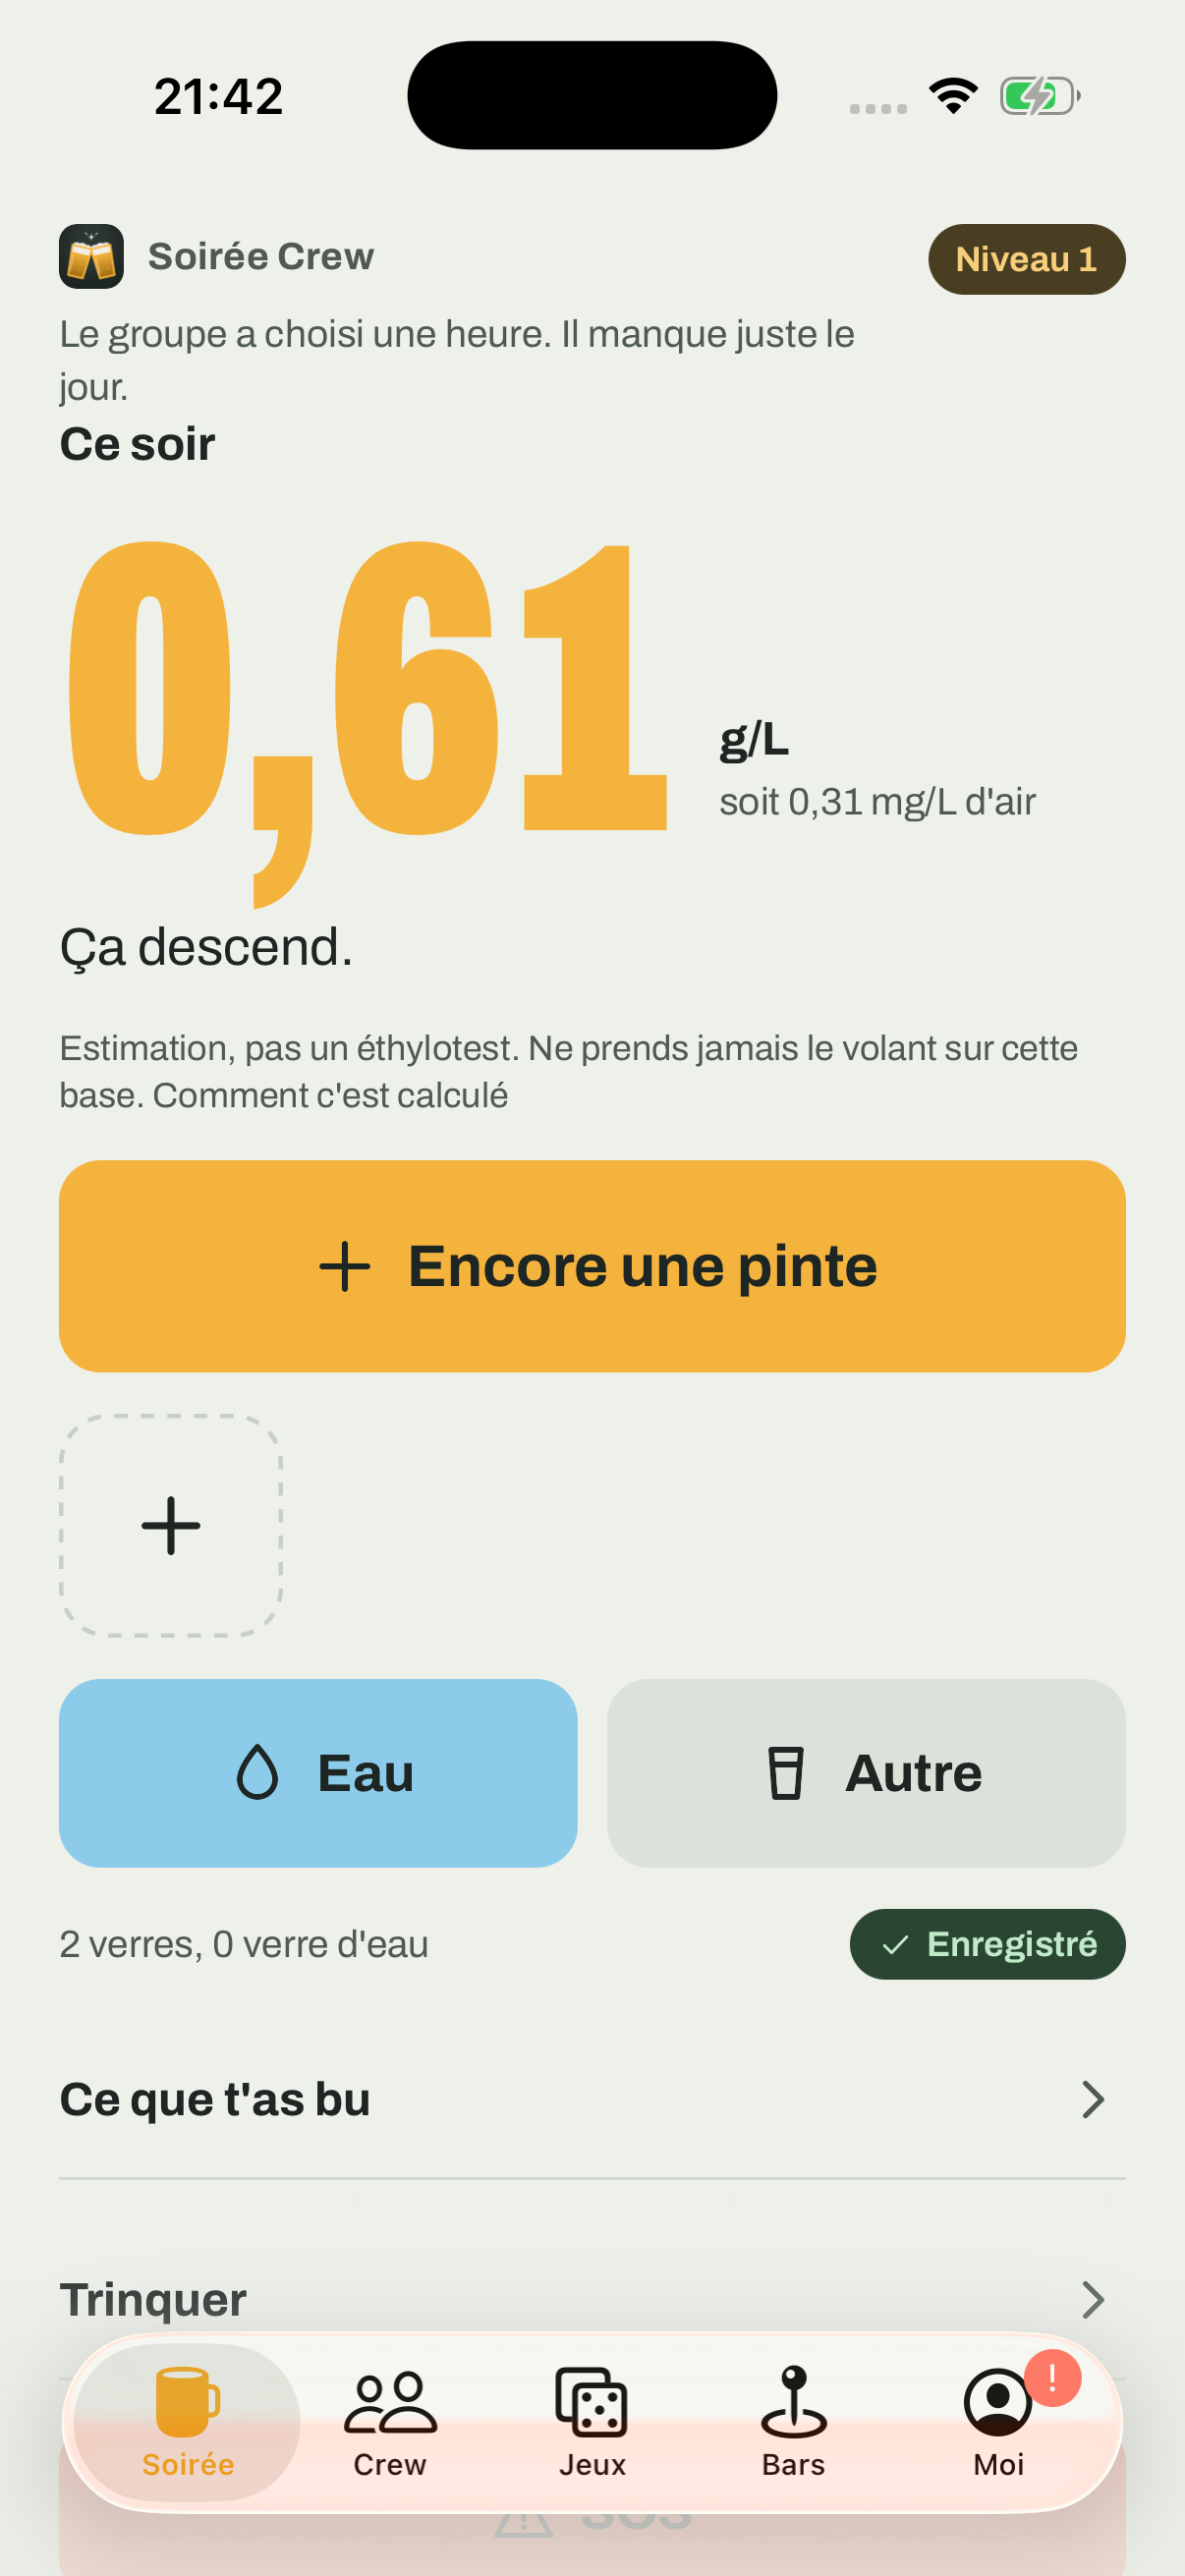 21:42
Soirée Crew
Niveau 1
Le groupe a choisi une heure. Il manque juste le
jour.
Ce soir
0,61
g/L
soit 0,31 mg/L d'air
Ça descend.
Estimation, pas un éthylotest. Ne prends jamais le volant sur cette
base. Comment c'est calculé
Encore une pinte
Eau
Autre
2 verres, 0 verre d'eau
Enregistré
Ce que t'as bu
Trinquer
!
Soirée
Crew
Jeux
Bars
Moi
SOS